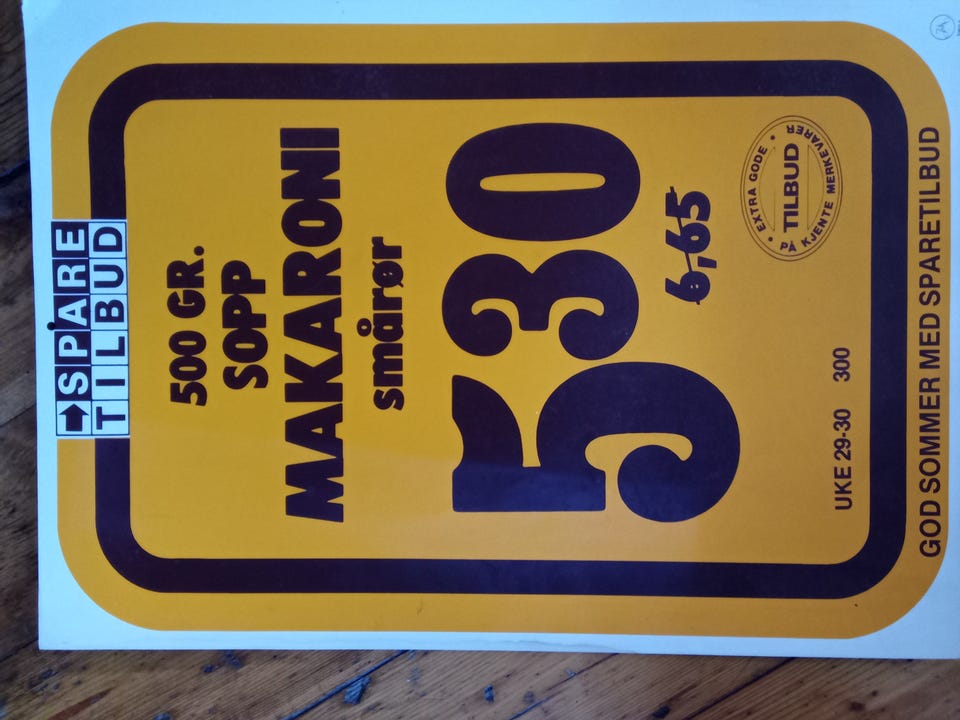 SPARE
TILBUD
500 GR.
SOPP
MAKARONI
smårør
5 30
6,65
EXTRA GODE • TILBUD • PÅ KJENTE MERKEVARER
UKE 29-30 300
GOD SOMMER MED SPARETILBUD